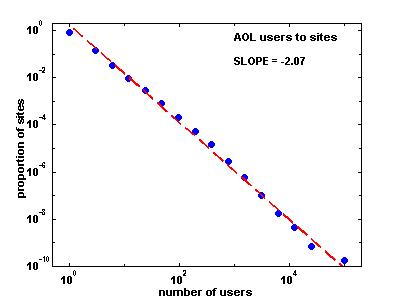 AOL users to sites
SLOPE = -2.07
proportion of sites
10^0
10^-2
10^-4
10^-6
10^-8
10^-10
10^0
10^2
10^4
number of users